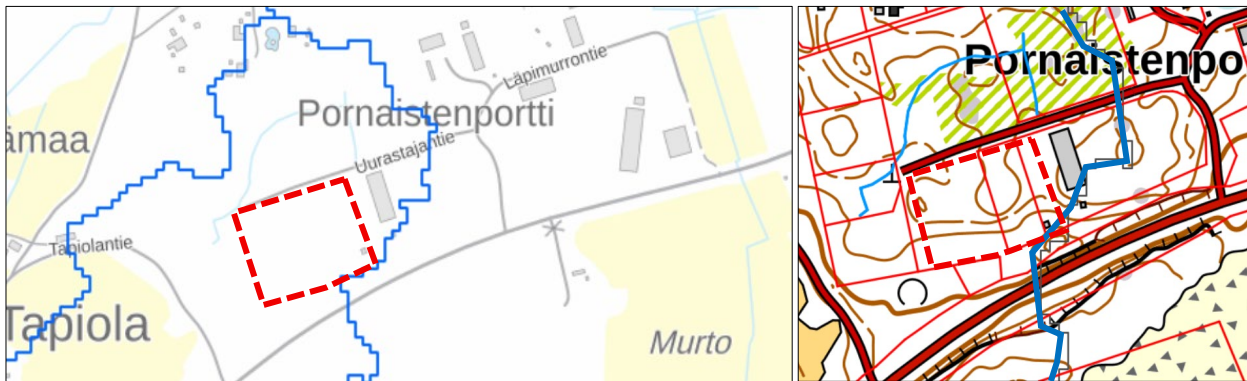 Läpimurrontie
Pornaistenportti
ämaa
Uurastajantie
Tapiolantie
Tapiola
Murto
Pornaistenpo